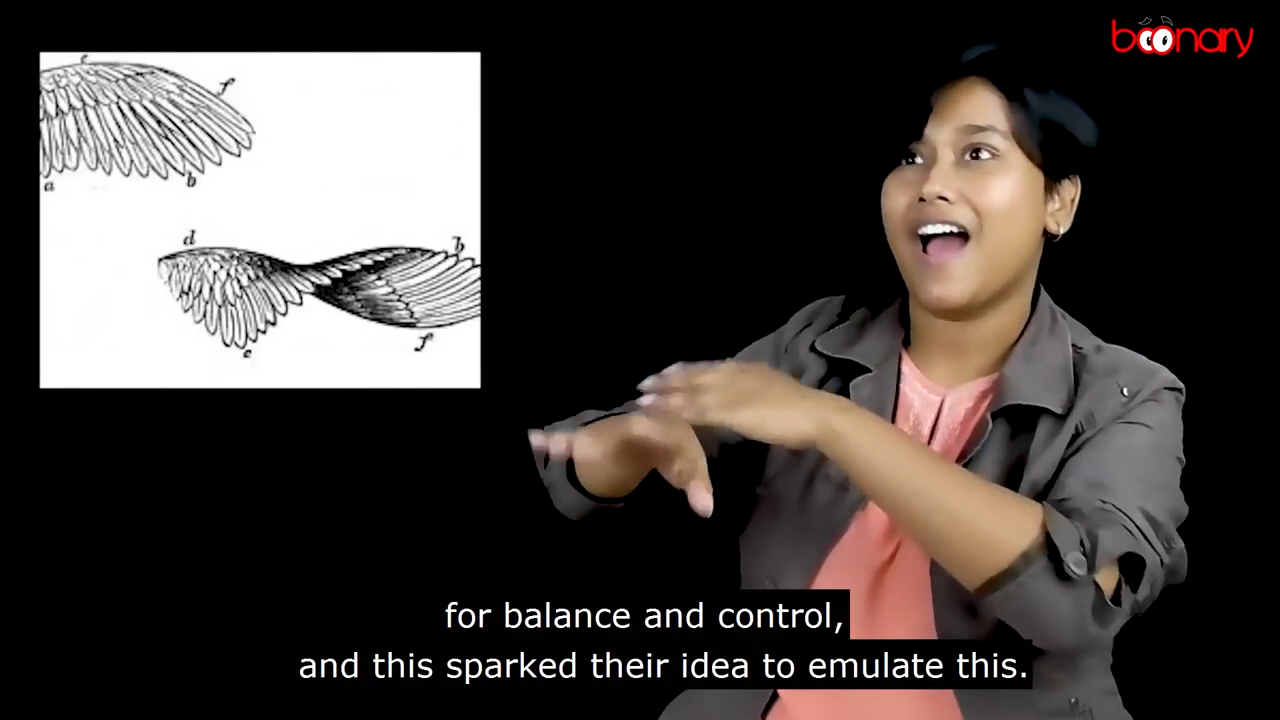 boonary
c
f
a
b
d
b
e
f
for balance and control,
and this sparked their idea to emulate this.